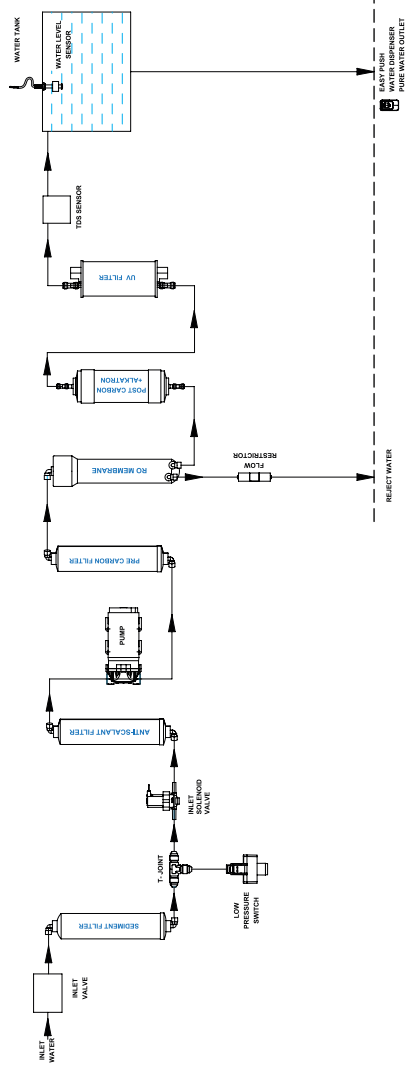 INLET
WATER
INLET
VALVE
SEDIMENT FILTER
T- JOINT
LOW
PRESSURE
SWITCH
INLET
SOLENOID
VALVE
ANTI-SCALANT FILTER
PUMP
PRE CARBON FILTER
RO MEMBRANE
FLOW
RESTRICTOR
REJECT WATER
POST CARBON
+ALKATRON
UV FILTER
TDS SENSOR
WATER TANK
WATER LEVEL
SENSOR
EASY PUSH
WATER DISPENSER
PURE WATER OUTLET